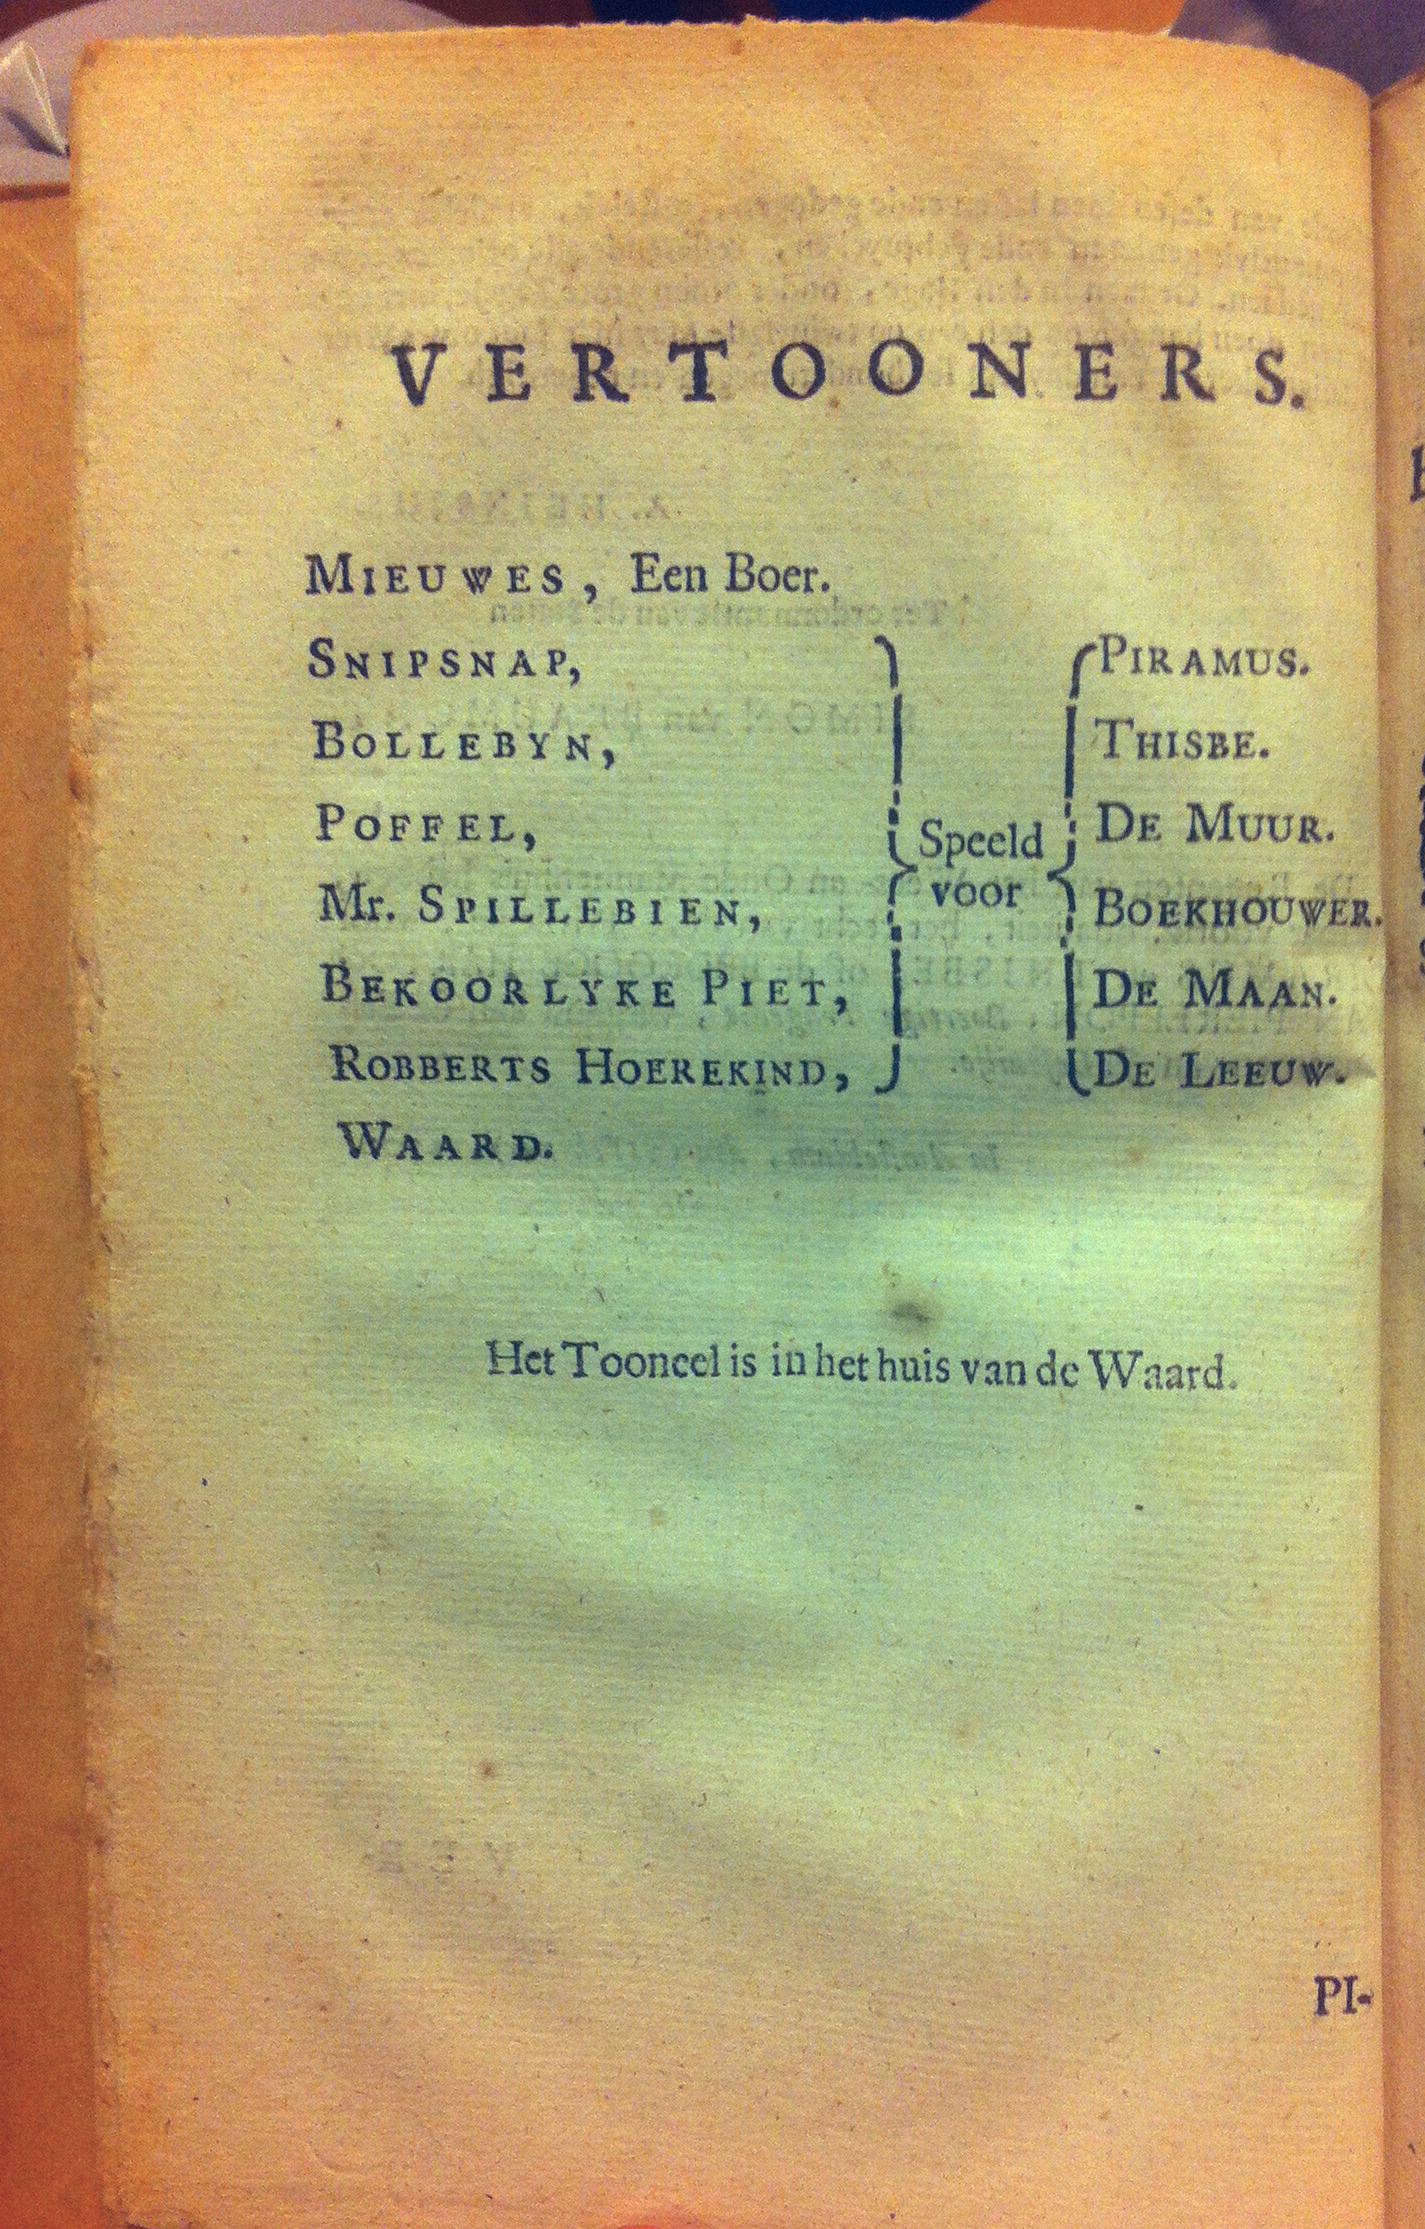 VERTOONERS.
MIEUWES, Een Boer.
SNIPSNAP, PIRAMUS.
BOLLEBYN, THISBE.
POFFEL, Speeld DE MUUR.
Mr. SPILLEBIEN, voor BOEKHOUWER.
BEKOORLYKE PIET, DE MAAN.
ROBBERTS HOEREKIND, DE LEEUW.
WAARD.
Het Tooneel is in het huis van de Waard.
PI-